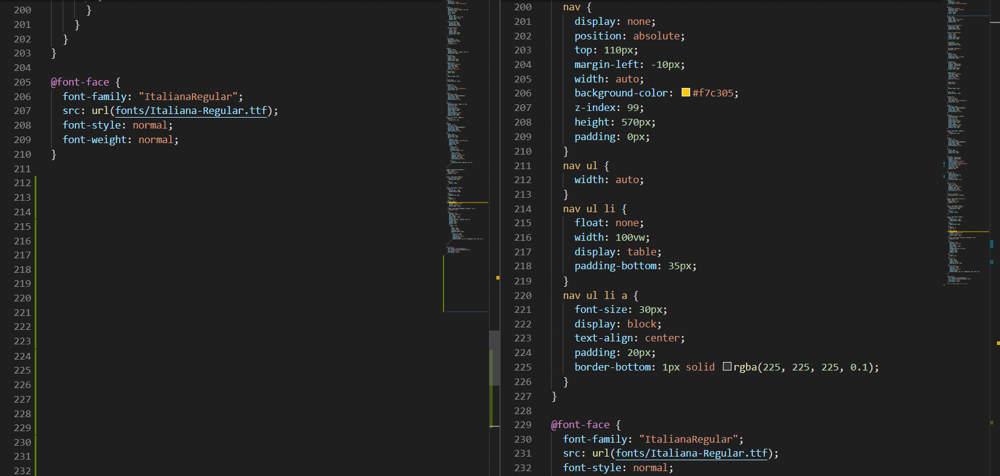 200       }
201     }
202   }
203 }
204
205 @font-face {
206   font-family: "ItalianaRegular";
207   src: url(fonts/Italiana-Regular.ttf);
208   font-style: normal;
209   font-weight: normal;
210 }
211
212
213
214
215
216
217
218
219
220
221
222
223
224
225
226
227
228
229
230
231
232
200   nav {
201     display: none;
202     position: absolute;
203     top: 110px;
204     margin-left: -10px;
205     width: auto;
206     background-color: #f7c305;
207     z-index: 99;
208     height: 570px;
209     padding: 0px;
210   }
211   nav ul {
212     width: auto;
213   }
214   nav ul li {
215     float: none;
216     width: 100vw;
217     display: table;
218     padding-bottom: 35px;
219   }
220   nav ul li a {
221     font-size: 30px;
222     display: block;
223     text-align: center;
224     padding: 20px;
225     border-bottom: 1px solid rgba(225, 225, 225, 0.1);
226   }
227 }
228
229 @font-face {
230   font-family: "ItalianaRegular";
231   src: url(fonts/Italiana-Regular.ttf);
232   font-style: normal;